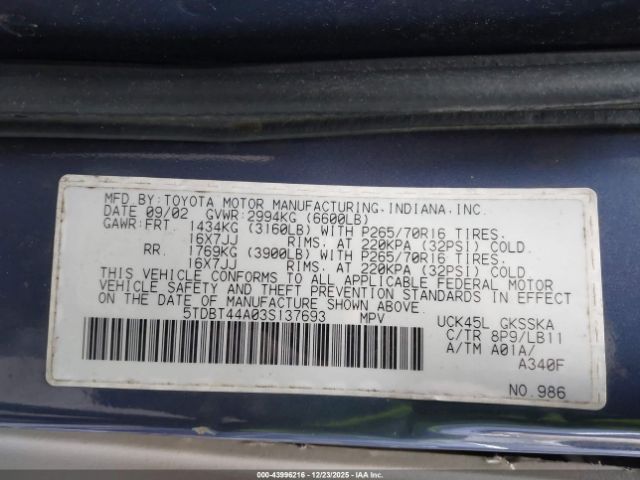 MFD.BY:TOYOTA MOTOR MANUFACTURING,INDIANA,INC.
DATE 09/02 GVWR:2994KG (6600LB)
GAWR:FRT 1434KG (3160LB) WITH P265/70R16 TIRES.
16X7JJ RIMS. AT 220KPA (32PSI) COLD.
RR 1769KG (3900LB) WITH P265/70R16 TIRES.
16X7JJ RIMS. AT 220KPA (32PSI) COLD.
THIS VEHICLE CONFORMS TO ALL APPLICABLE FEDERAL MOTOR
VEHICLE SAFETY AND THEFT PREVENTION STANDARDS IN EFFECT
ON THE DATE OF MANUFACTURE SHOWN ABOVE.
5TDBT44A03S137693 MPV
UCK45L GKSSKA
C/TR 8P9/LB11
A/TM A01A/
A340F
NO.986
00-43996216 - 12/23/2025 - IAAI.CA